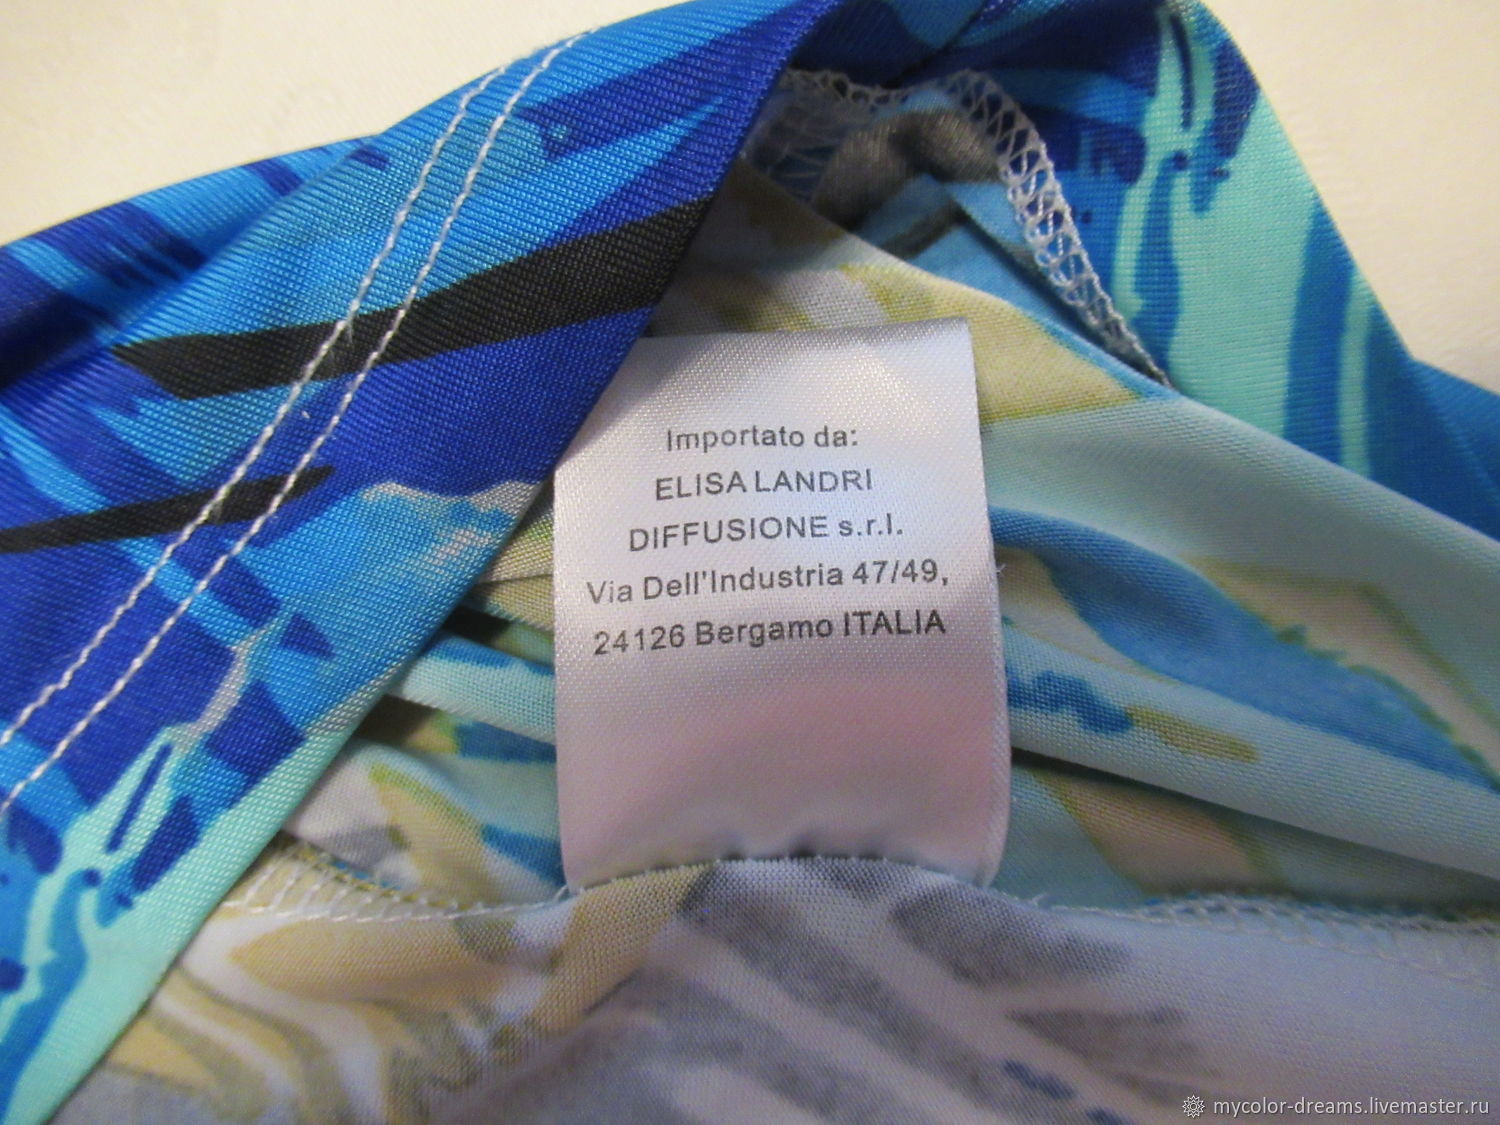 Importato da:
ELISA LANDRI
DIFFUSIONE s.r.l.
Via Dell'Industria 47/49,
24126 Bergamo ITALIA
mycolor-dreams.livemaster.ru